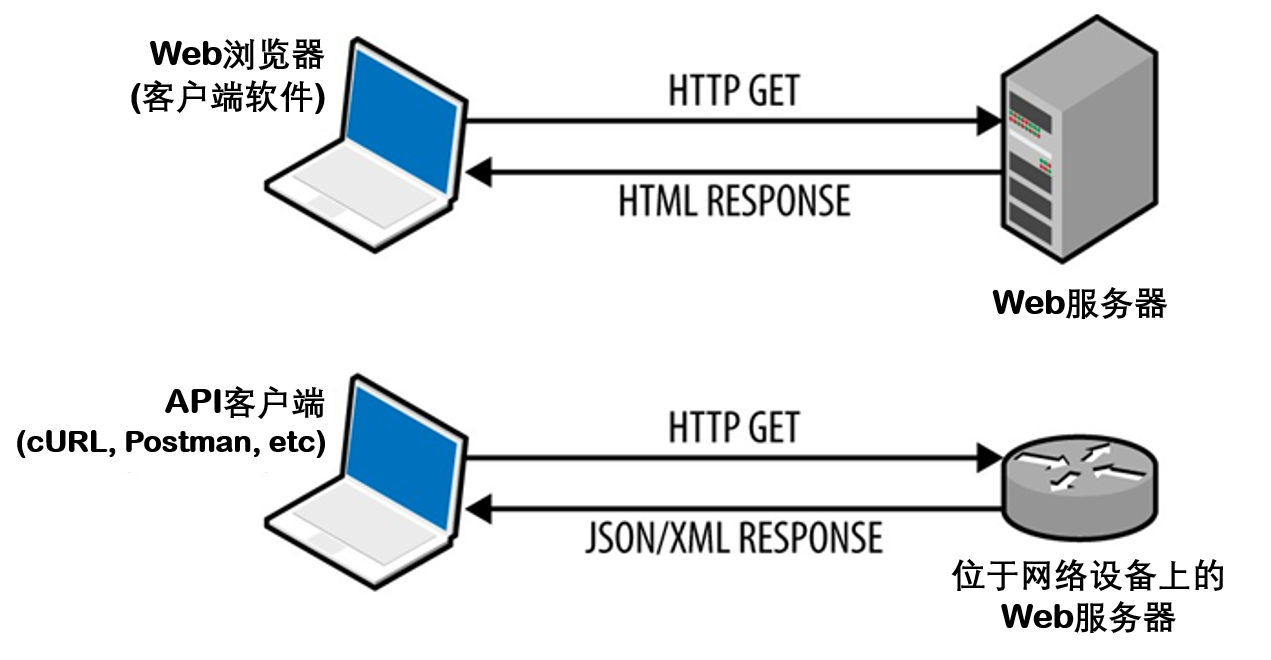 Web浏览器
(客户端软件)
HTTP GET
HTML RESPONSE
Web服务器
API客户端
(cURL, Postman, etc)
HTTP GET
JSON/XML RESPONSE
位于网络设备上的
Web服务器